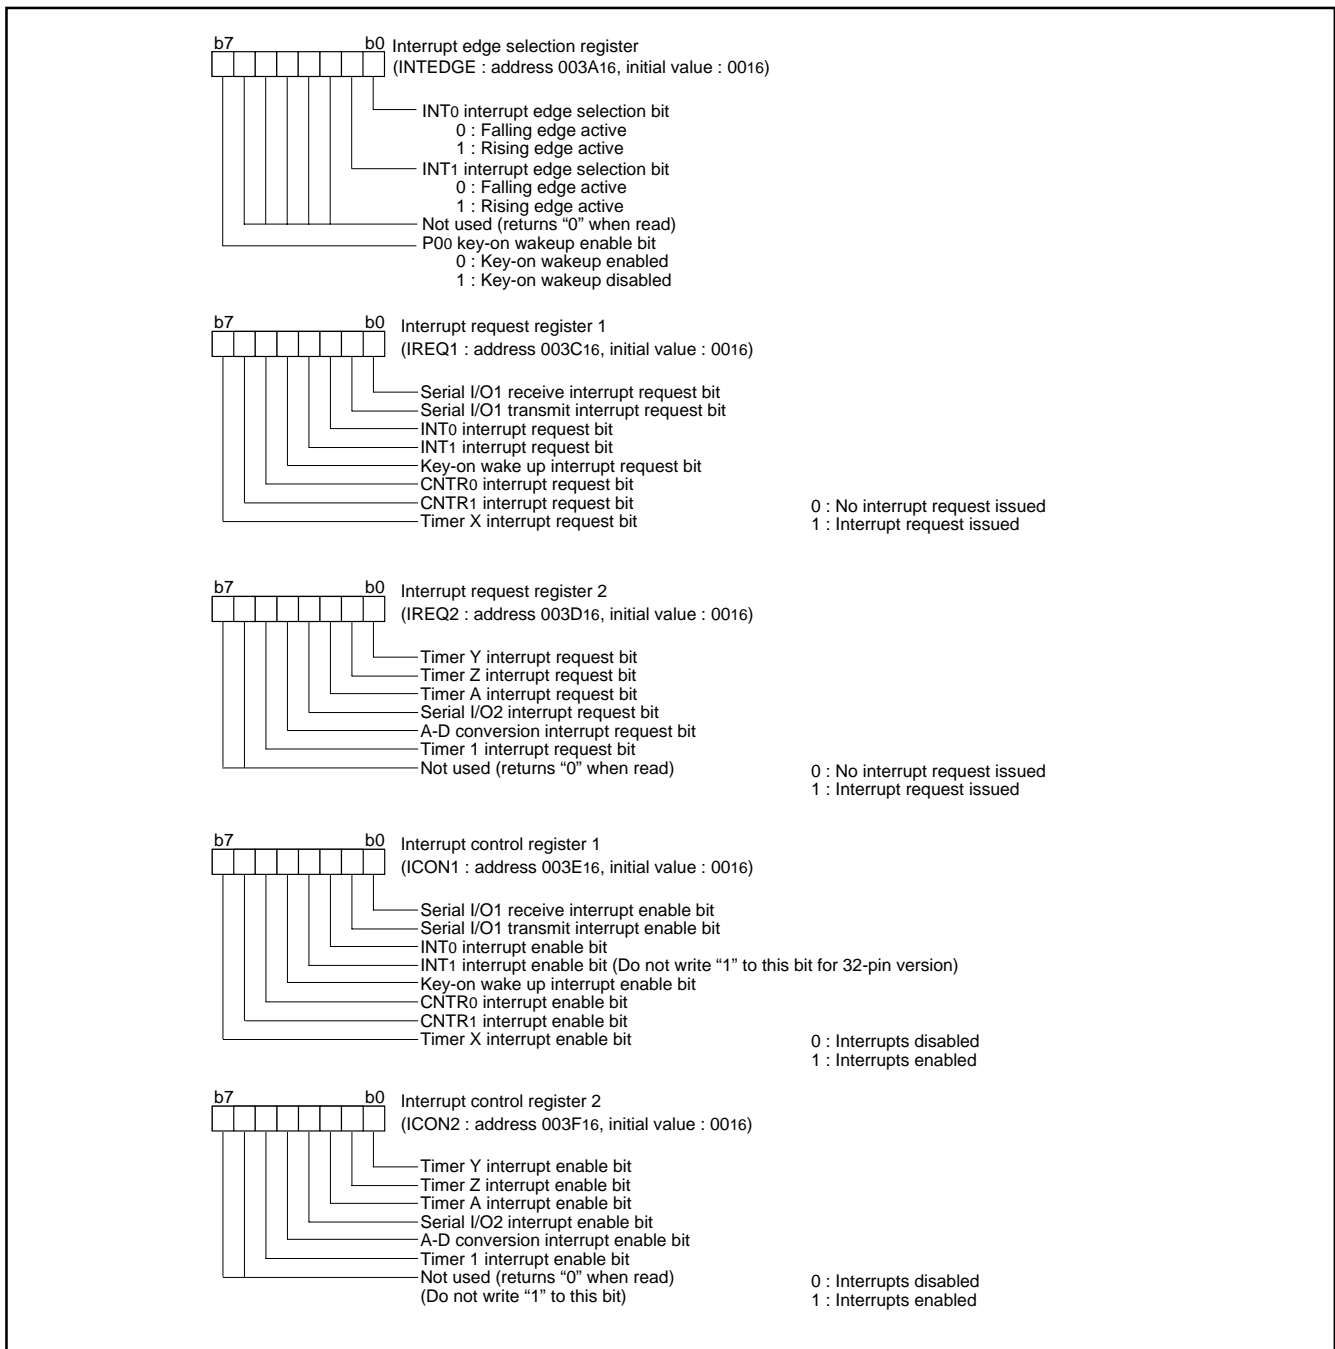 b7 b0 Interrupt edge selection register
(INTEDGE : address 003A16, initial value : 0016)
INT0 interrupt edge selection bit
0 : Falling edge active
1 : Rising edge active
INT1 interrupt edge selection bit
0 : Falling edge active
1 : Rising edge active
Not used (returns “0” when read)
P00 key-on wakeup enable bit
0 : Key-on wakeup enabled
1 : Key-on wakeup disabled
b7 b0 Interrupt request register 1
(IREQ1 : address 003C16, initial value : 0016)
Serial I/O1 receive interrupt request bit
Serial I/O1 transmit interrupt request bit
INT0 interrupt request bit
INT1 interrupt request bit
Key-on wake up interrupt request bit
CNTR0 interrupt request bit
CNTR1 interrupt request bit
Timer X interrupt request bit
0 : No interrupt request issued
1 : Interrupt request issued
b7 b0 Interrupt request register 2
(IREQ2 : address 003D16, initial value : 0016)
Timer Y interrupt request bit
Timer Z interrupt request bit
Timer A interrupt request bit
Serial I/O2 interrupt request bit
A-D conversion interrupt request bit
Timer 1 interrupt request bit
Not used (returns “0” when read)
0 : No interrupt request issued
1 : Interrupt request issued
b7 b0 Interrupt control register 1
(ICON1 : address 003E16, initial value : 0016)
Serial I/O1 receive interrupt enable bit
Serial I/O1 transmit interrupt enable bit
INT0 interrupt enable bit
INT1 interrupt enable bit (Do not write “1” to this bit for 32-pin version)
Key-on wake up interrupt enable bit
CNTR0 interrupt enable bit
CNTR1 interrupt enable bit
Timer X interrupt enable bit
0 : Interrupts disabled
1 : Interrupts enabled
b7 b0 Interrupt control register 2
(ICON2 : address 003F16, initial value : 0016)
Timer Y interrupt enable bit
Timer Z interrupt enable bit
Timer A interrupt enable bit
Serial I/O2 interrupt enable bit
A-D conversion interrupt enable bit
Timer 1 interrupt enable bit
Not used (returns “0” when read)
(Do not write “1” to this bit)
0 : Interrupts disabled
1 : Interrupts enabled